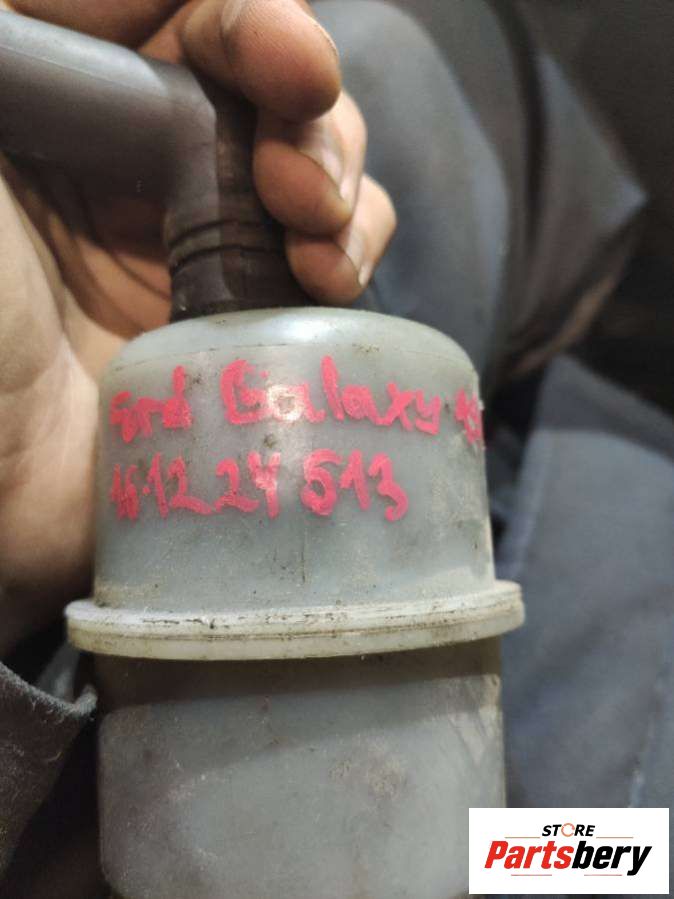 Ford Galaxy
16.12.24 513
STORE
Partsbery